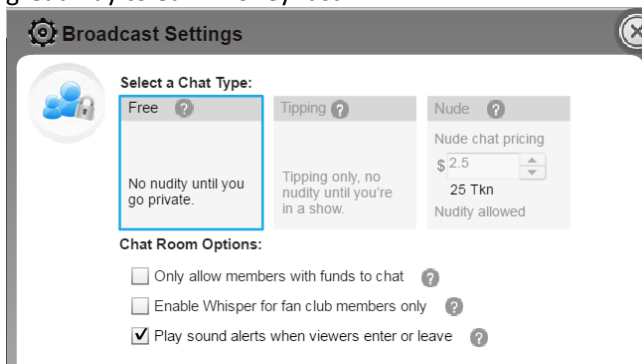 Broadcast Settings
Select a Chat Type:
Free ?
No nudity until you
go private.
Tipping ?
Tipping only, no
nudity until you're
in a show.
Nude ?
Nude chat pricing
$ 2.5
25 Tkn
Nudity allowed
Chat Room Options:
Only allow members with funds to chat ?
Enable Whisper for fan club members only ?
Play sound alerts when viewers enter or leave ?